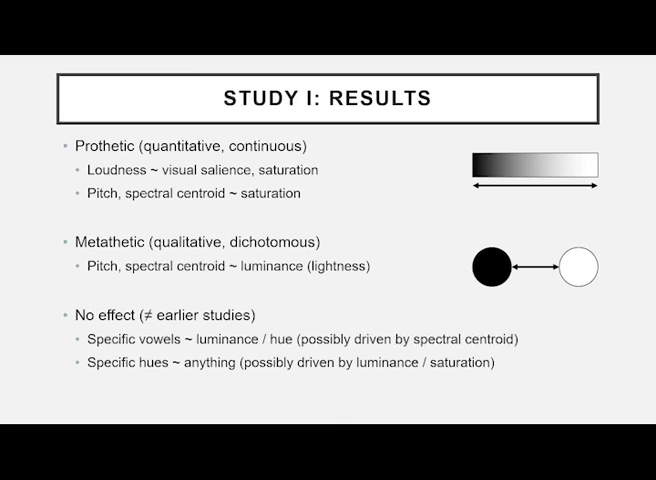 STUDY I: RESULTS
• Prothetic (quantitative, continuous)
• Loudness ~ visual salience, saturation
• Pitch, spectral centroid ~ saturation
• Metathetic (qualitative, dichotomous)
• Pitch, spectral centroid ~ luminance (lightness)
• No effect (≠ earlier studies)
• Specific vowels ~ luminance / hue (possibly driven by spectral centroid)
• Specific hues ~ anything (possibly driven by luminance / saturation)